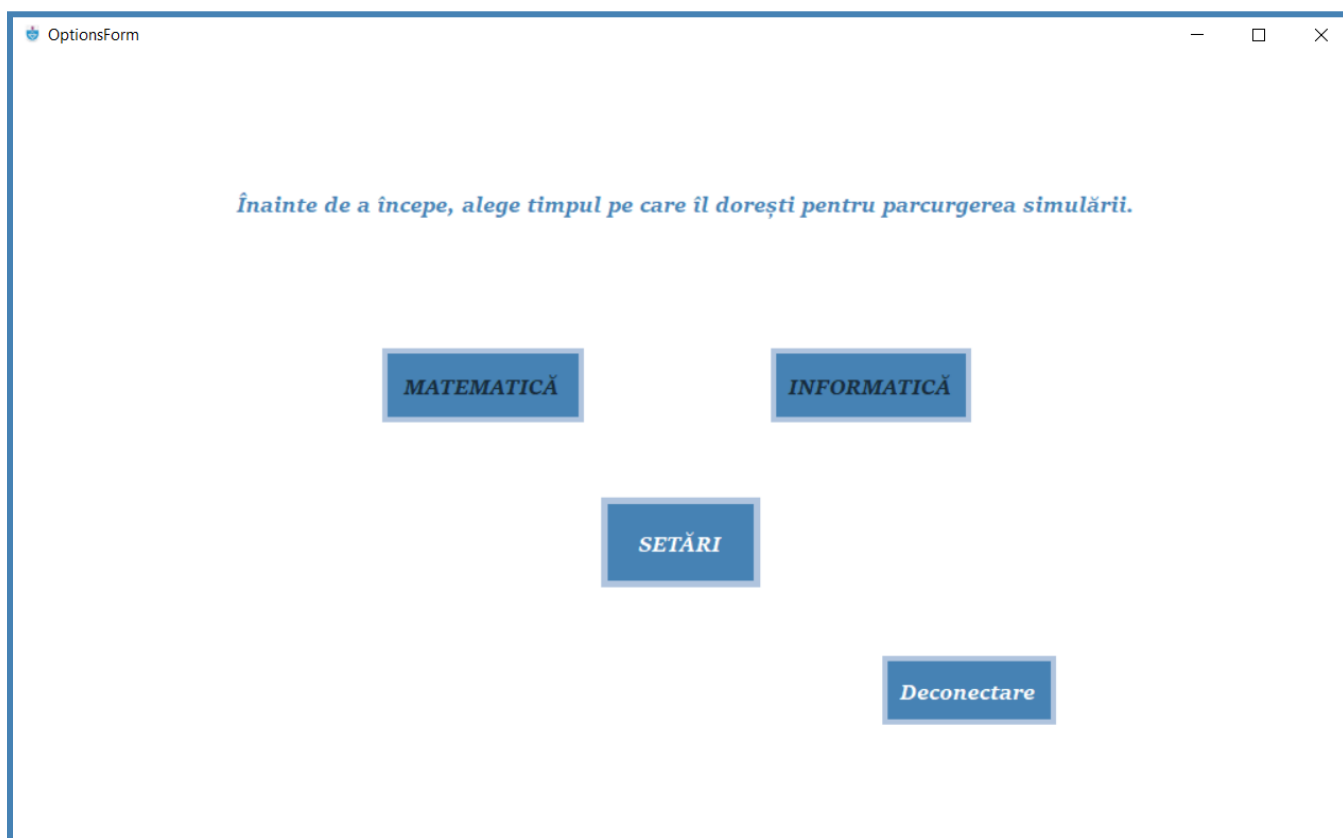 OptionsForm
Înainte de a începe, alege timpul pe care îl dorești pentru parcurgerea simulării.
MATEMATICĂ
INFORMATICĂ
SETĂRI
Deconectare